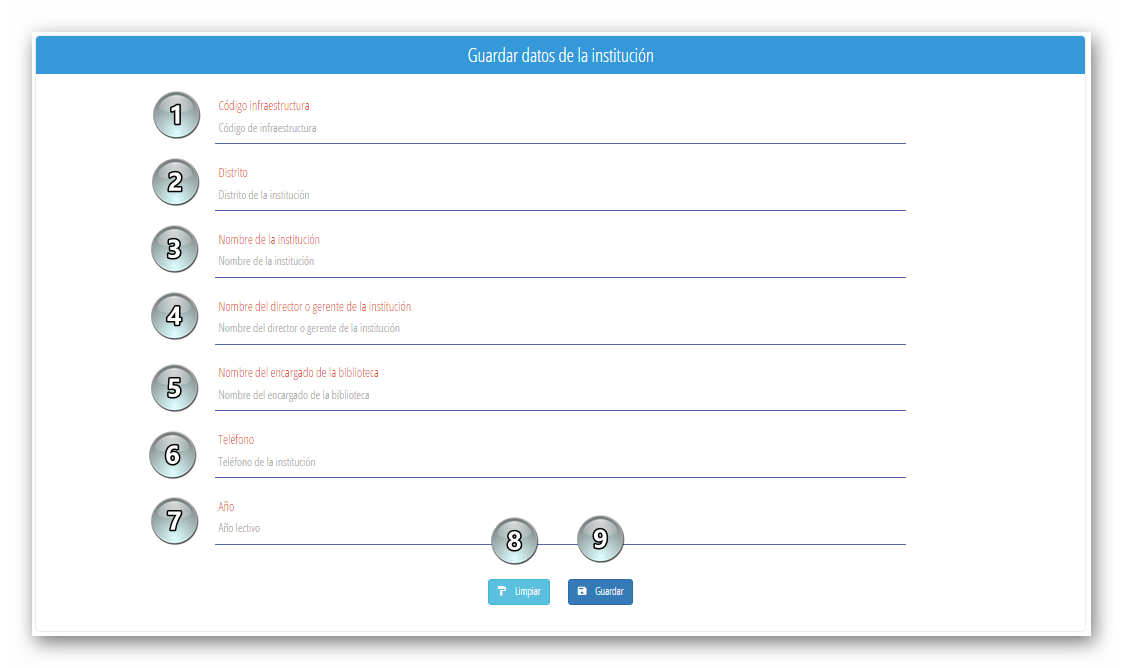 Guardar datos de la institución
1
Código infraestructura
Código de infraestructura
2
Distrito
Distrito de la institución
3
Nombre de la institución
Nombre de la institución
4
Nombre del director o gerente de la institución
Nombre del director o gerente de la institución
5
Nombre del encargado de la biblioteca
Nombre del encargado de la biblioteca
6
Teléfono
Teléfono de la institución
7
Año
Año lectivo
8 9
Limpiar Guardar